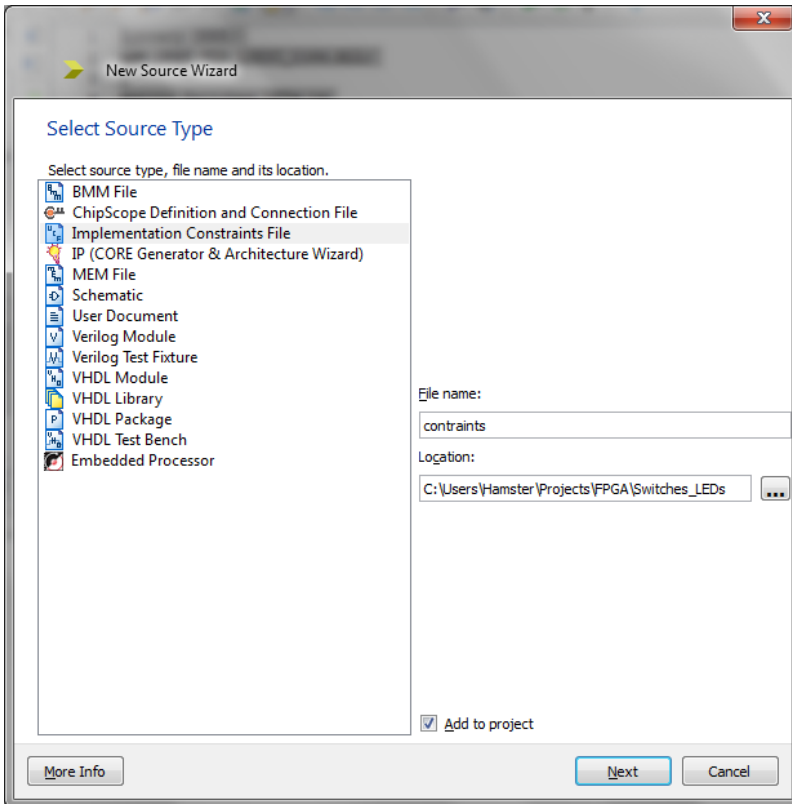 New Source Wizard
Select Source Type
Select source type, file name and its location.
BMM File
ChipScope Definition and Connection File
Implementation Constraints File
IP (CORE Generator & Architecture Wizard)
MEM File
Schematic
User Document
Verilog Module
Verilog Test Fixture
VHDL Module
VHDL Library
VHDL Package
VHDL Test Bench
Embedded Processor
File name:
contraints
Location:
C:\Users\Hamster\Projects\FPGA\Switches_LEDs
...
Add to project
More Info
Next
Cancel